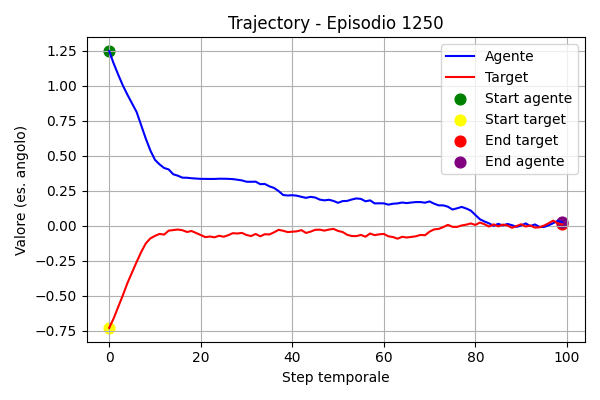 Trajectory - Episodio 1250
Valore (es. angolo)
1.25
1.00
0.75
0.50
0.25
0.00
−0.25
−0.50
−0.75
Agente
Target
Start agente
Start target
End target
End agente
0
20
40
60
80
100
Step temporale